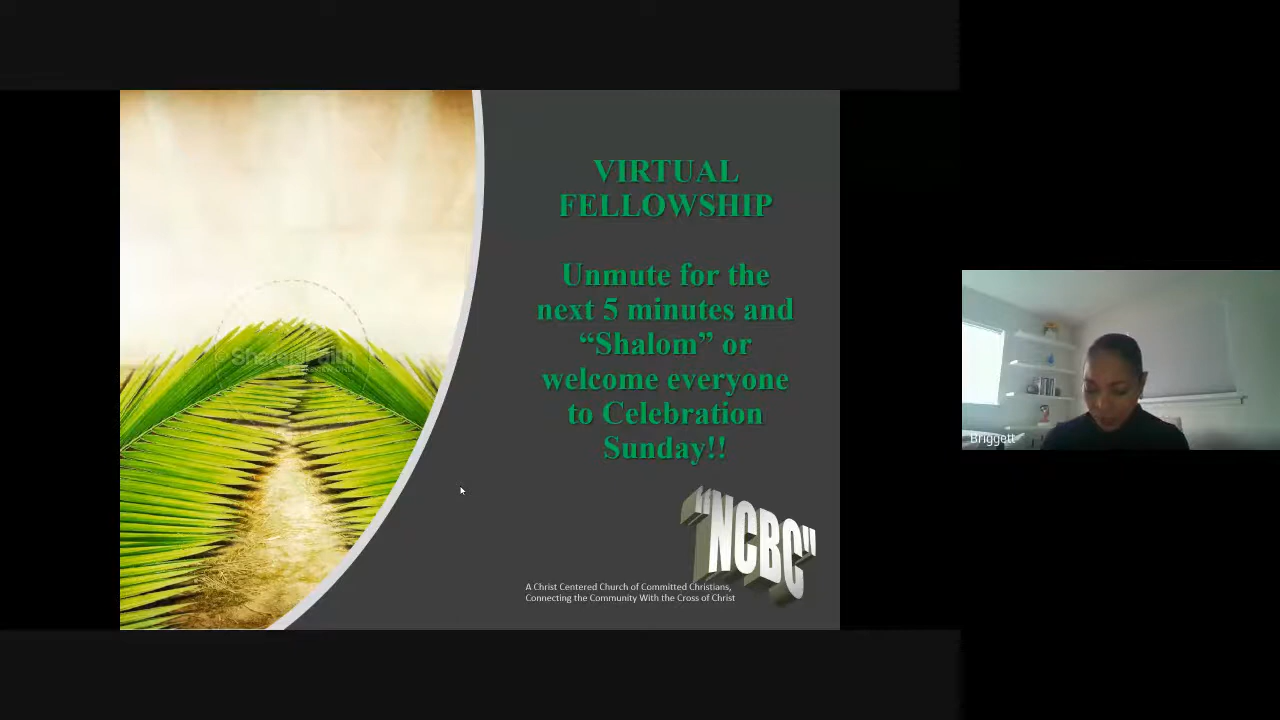 VIRTUAL
FELLOWSHIP
Unmute for the
next 5 minutes and
“Shalom” or
welcome everyone
to Celebration
Sunday!!
"NCBC"
A Christ Centered Church of Committed Christians,
Connecting the Community With the Cross of Christ
Briggett